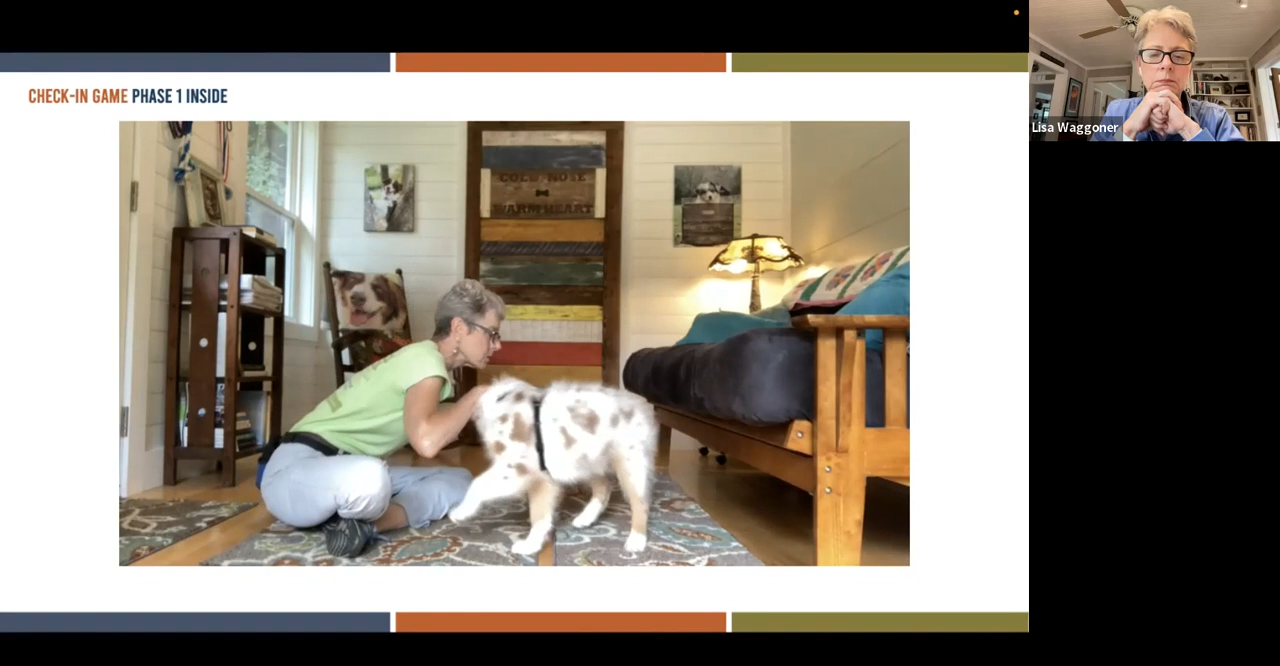 CHECK-IN GAME PHASE 1 INSIDE
COLD NOSE
WARM HEART
Lisa Waggoner